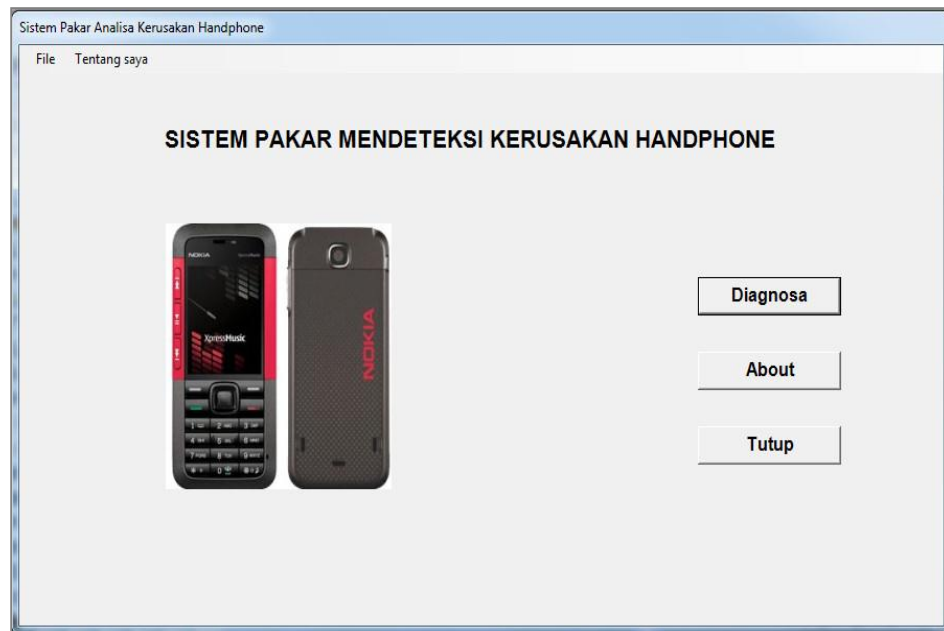 Sistem Pakar Analisa Kerusakan Handphone
File Tentang saya
SISTEM PAKAR MENDETEKSI KERUSAKAN HANDPHONE
NOKIA
XpressMusic
NOKIA
Diagnosa
About
Tutup